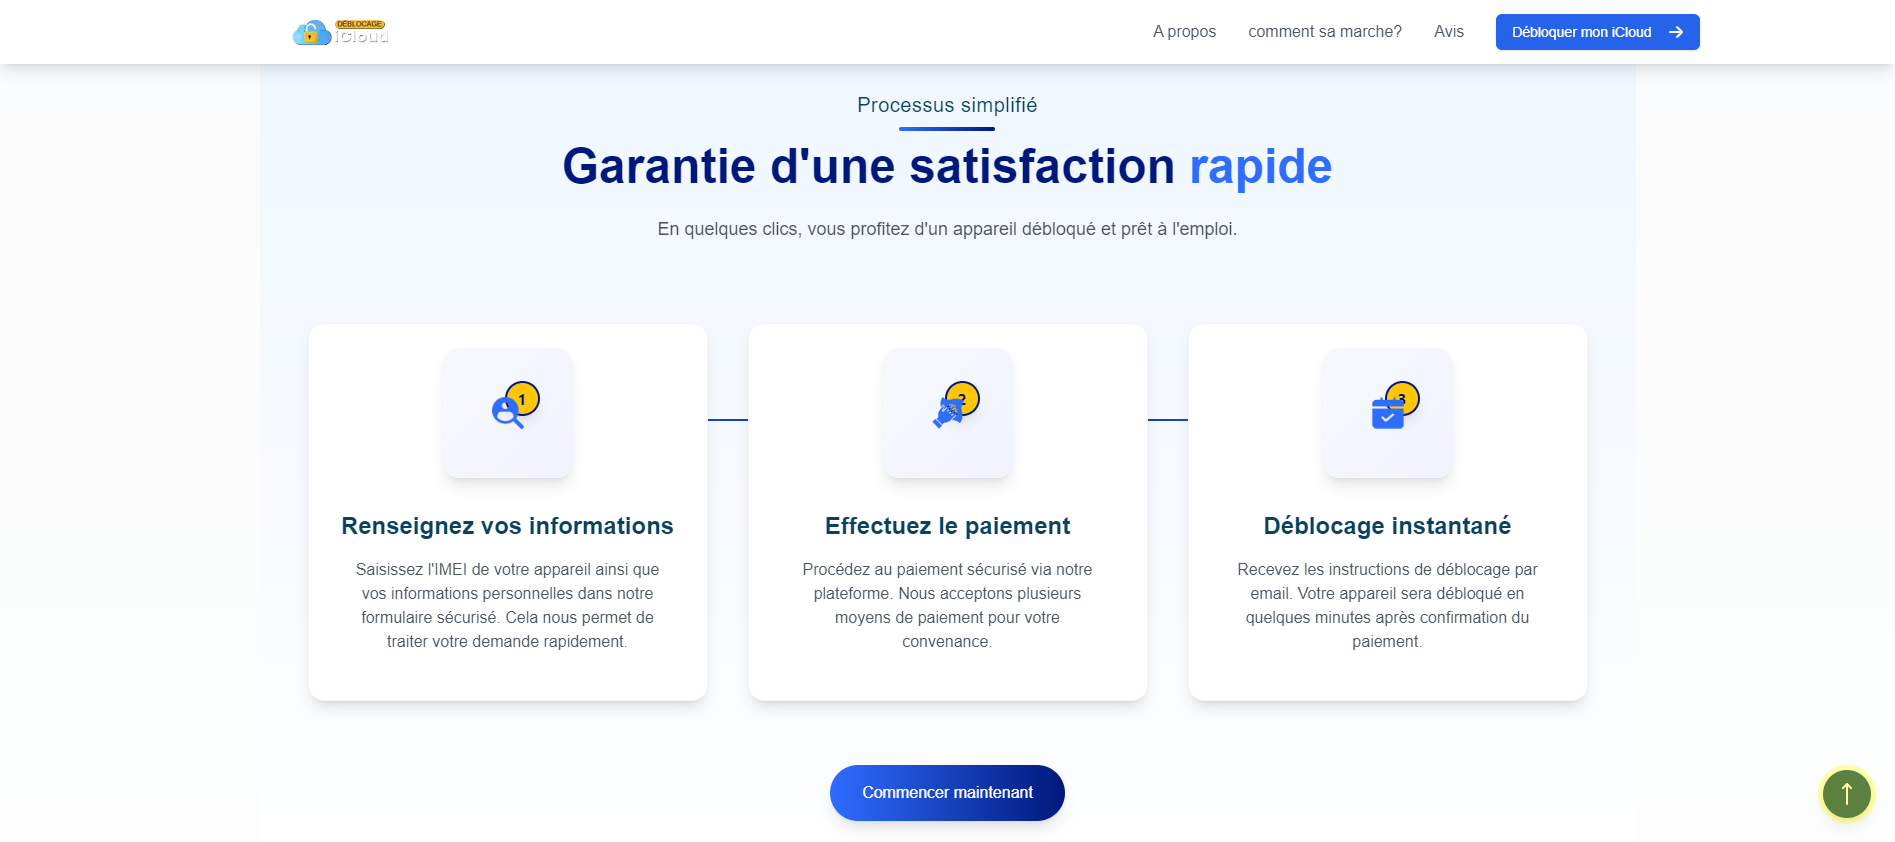 DÉBLOCAGE
iCloud
A propos
comment sa marche?
Avis
Débloquer mon iCloud
Processus simplifié
Garantie d'une satisfaction rapide
En quelques clics, vous profitez d'un appareil débloqué et prêt à l'emploi.
1
Renseignez vos informations
Saisissez l'IMEI de votre appareil ainsi que
vos informations personnelles dans notre
formulaire sécurisé. Cela nous permet de
traiter votre demande rapidement.
2
Effectuez le paiement
Procédez au paiement sécurisé via notre
plateforme. Nous acceptons plusieurs
moyens de paiement pour votre
convenance.
3
Déblocage instantané
Recevez les instructions de déblocage par
email. Votre appareil sera débloqué en
quelques minutes après confirmation du
paiement.
Commencer maintenant